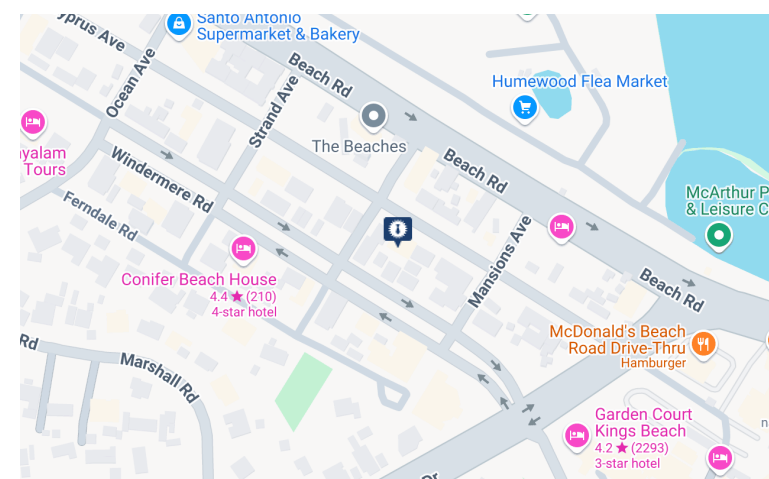 Santo Antonio
Supermarket & Bakery
yprus Ave
Ocean Ave
Beach Rd
Strand Ave
Humewood Flea Market
The Beaches
yalam
Tours
Windermere Rd
Beach Rd
McArthur P
& Leisure C
Ferndale Rd
Mansions Ave
Conifer Beach House
4.4 ★ (210)
4-star hotel
Beach Rd
McDonald's Beach
Road Drive-Thru
Hamburger
Rd
Marshall Rd
Garden Court
Kings Beach
4.2 ★ (2293)
3-star hotel
n